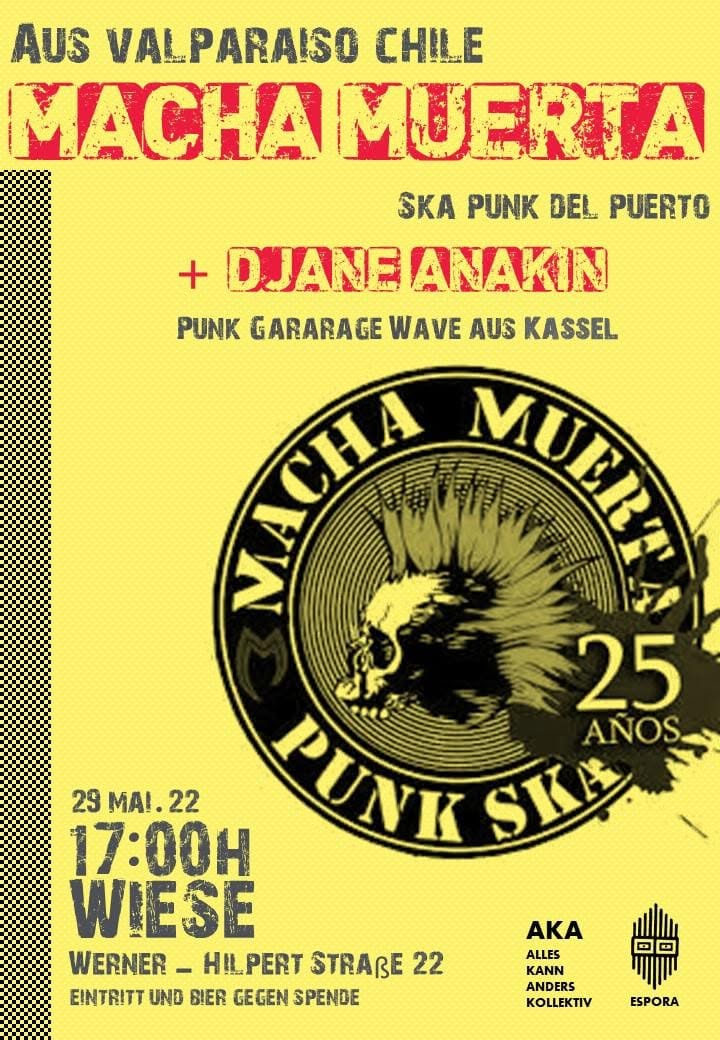 Aus Valparaiso Chile
MACHA MUERTA
Ska punk del puerto
+ DJANE ANAKIN
Punk Gararage Wave aus Kassel
MACHA MUERTA
25
AÑOS
PUNK SKA
29 Mai. 22
17:00h
Wiese
Werner - Hilpert Straße 22
Eintritt und Bier gegen Spende
AKA
ALLES
KANN
ANDERS
KOLLEKTIV
ESPORA